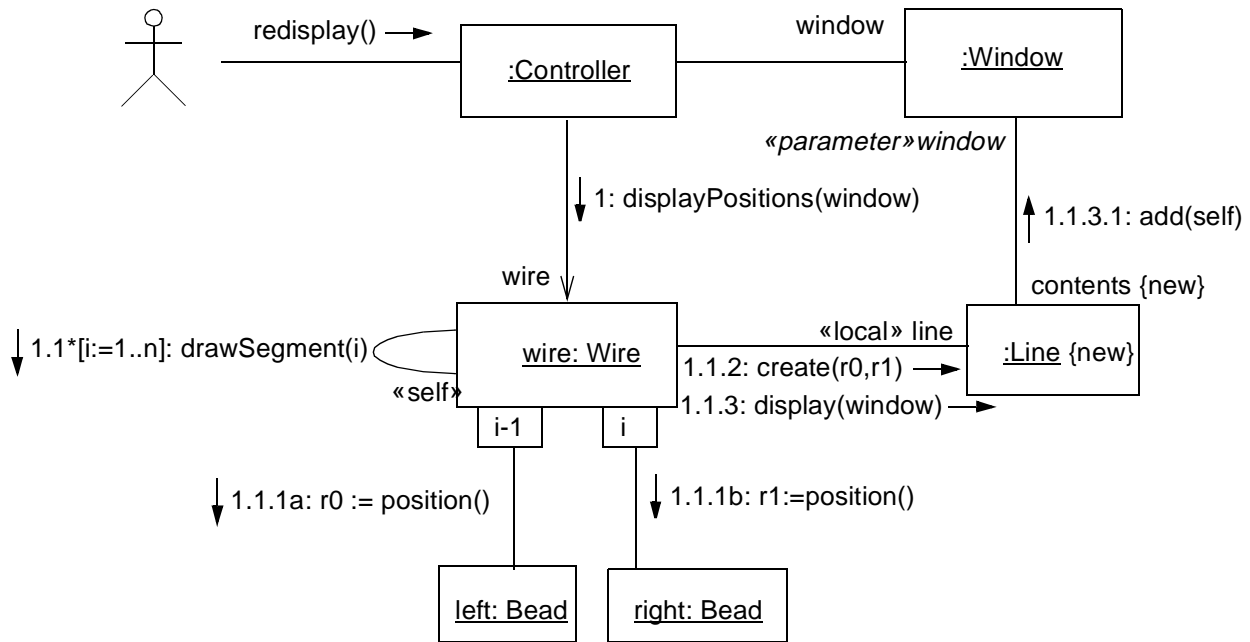 redisplay()
window
:Controller
:Window
«parameter»window
1: displayPositions(window)
1.1.3.1: add(self)
wire
contents {new}
1.1*[i:=1..n]: drawSegment(i)
wire: Wire
«local» line
:Line {new}
1.1.2: create(r0,r1)
«self»
1.1.3: display(window)
i-1
i
1.1.1a: r0 := position()
1.1.1b: r1:=position()
left: Bead
right: Bead